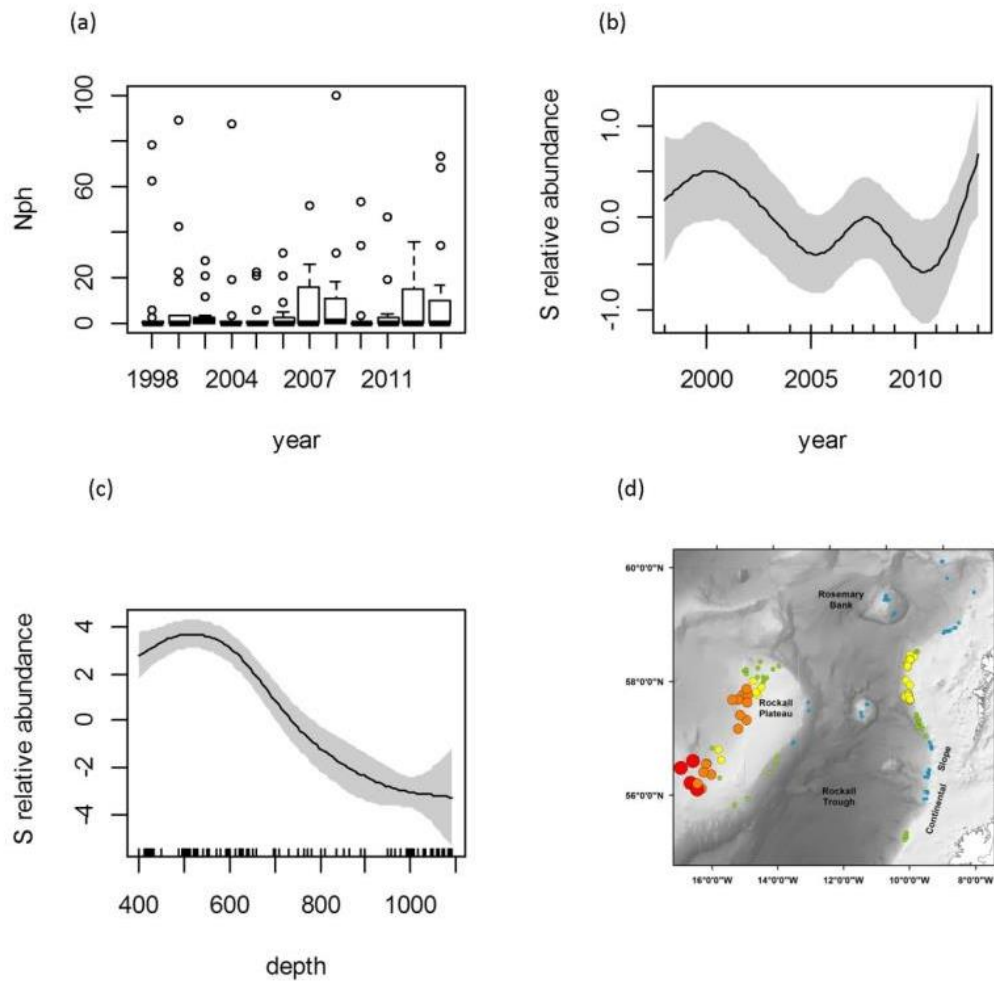 (a)
100
60
20
0
Nph
1998 2004 2007 2011
year
(b)
1.0
0.0
-1.0
S relative abundance
2000 2005 2010
year
(c)
4
2
0
-2
-4
S relative abundance
400 600 800 1000
depth
(d)
60°0'0"N
58°0'0"N
56°0'0"N
Rosemary
Bank
Rockall
Plateau
Rockall
Trough
Continental Slope
16°0'0"W 14°0'0"W 12°0'0"W 10°0'0"W 8°0'0"W